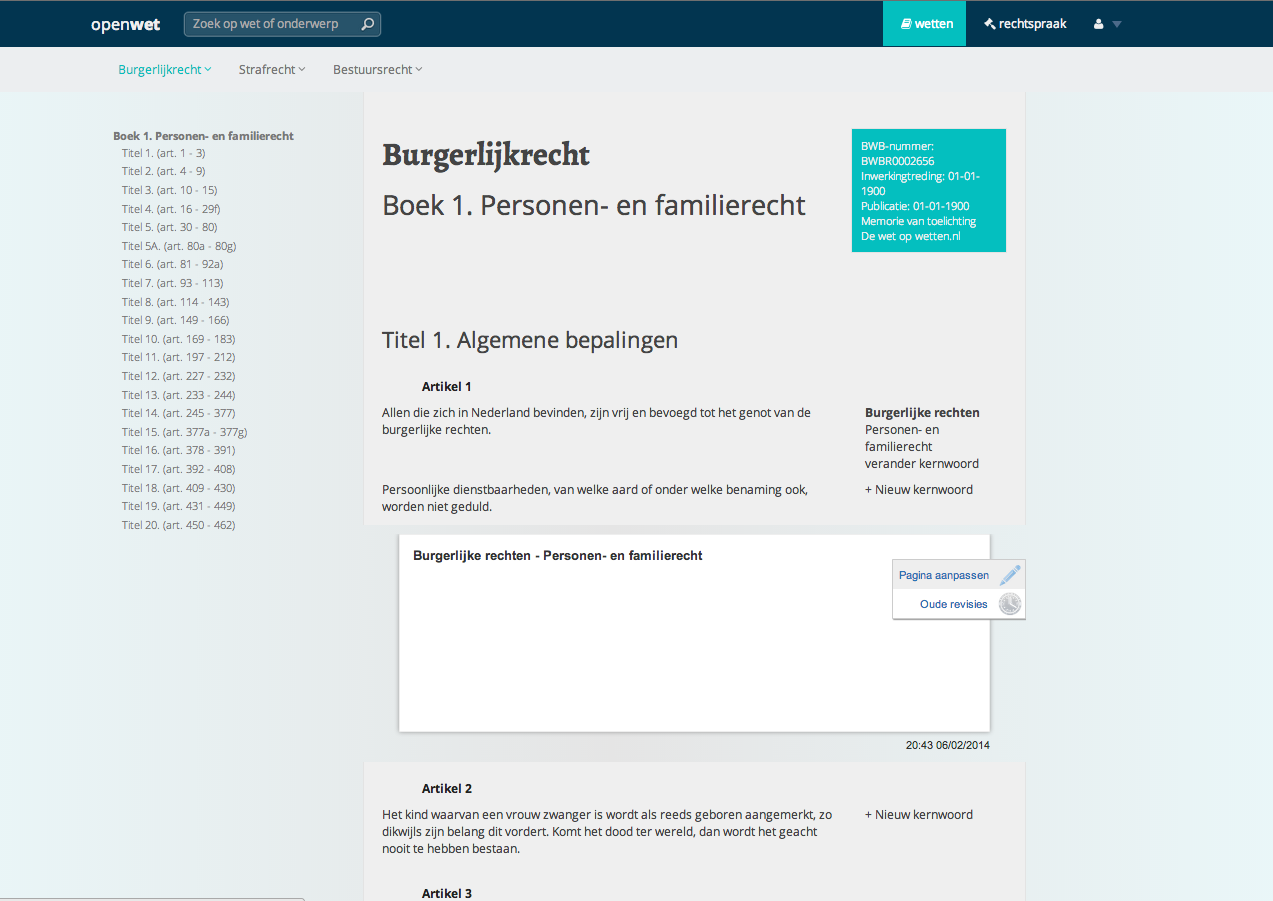 openwet
Zoek op wet of onderwerp
wetten
rechtspraak
Burgerlijkrecht
Strafrecht
Bestuursrecht
Boek 1. Personen- en familierecht
Titel 1. (art. 1 - 3)
Titel 2. (art. 4 - 9)
Titel 3. (art. 10 - 15)
Titel 4. (art. 16 - 29f)
Titel 5. (art. 30 - 80)
Titel 5A. (art. 80a - 80g)
Titel 6. (art. 81 - 92a)
Titel 7. (art. 93 - 113)
Titel 8. (art. 114 - 143)
Titel 9. (art. 149 - 166)
Titel 10. (art. 169 - 183)
Titel 11. (art. 197 - 212)
Titel 12. (art. 227 - 232)
Titel 13. (art. 233 - 244)
Titel 14. (art. 245 - 377)
Titel 15. (art. 377a - 377g)
Titel 16. (art. 378 - 391)
Titel 17. (art. 392 - 408)
Titel 18. (art. 409 - 430)
Titel 19. (art. 431 - 449)
Titel 20. (art. 450 - 462)
Burgerlijkrecht
Boek 1. Personen- en familierecht
BWB-nummer:
BWBR0002656
Inwerkingtreding: 01-01-
1900
Publicatie: 01-01-1900
Memorie van toelichting
De wet op wetten.nl
Titel 1. Algemene bepalingen
Artikel 1
Allen die zich in Nederland bevinden, zijn vrij en bevoegd tot het genot van de
burgerlijke rechten.
Burgerlijke rechten
Personen- en
familierecht
verander kernwoord
Persoonlijke dienstbaarheden, van welke aard of onder welke benaming ook,
worden niet geduld.
+ Nieuw kernwoord
Burgerlijke rechten - Personen- en familierecht
Pagina aanpassen
Oude revisies
20:43 06/02/2014
Artikel 2
Het kind waarvan een vrouw zwanger is wordt als reeds geboren aangemerkt, zo
dikwijls zijn belang dit vordert. Komt het dood ter wereld, dan wordt het geacht
nooit te hebben bestaan.
+ Nieuw kernwoord
Artikel 3